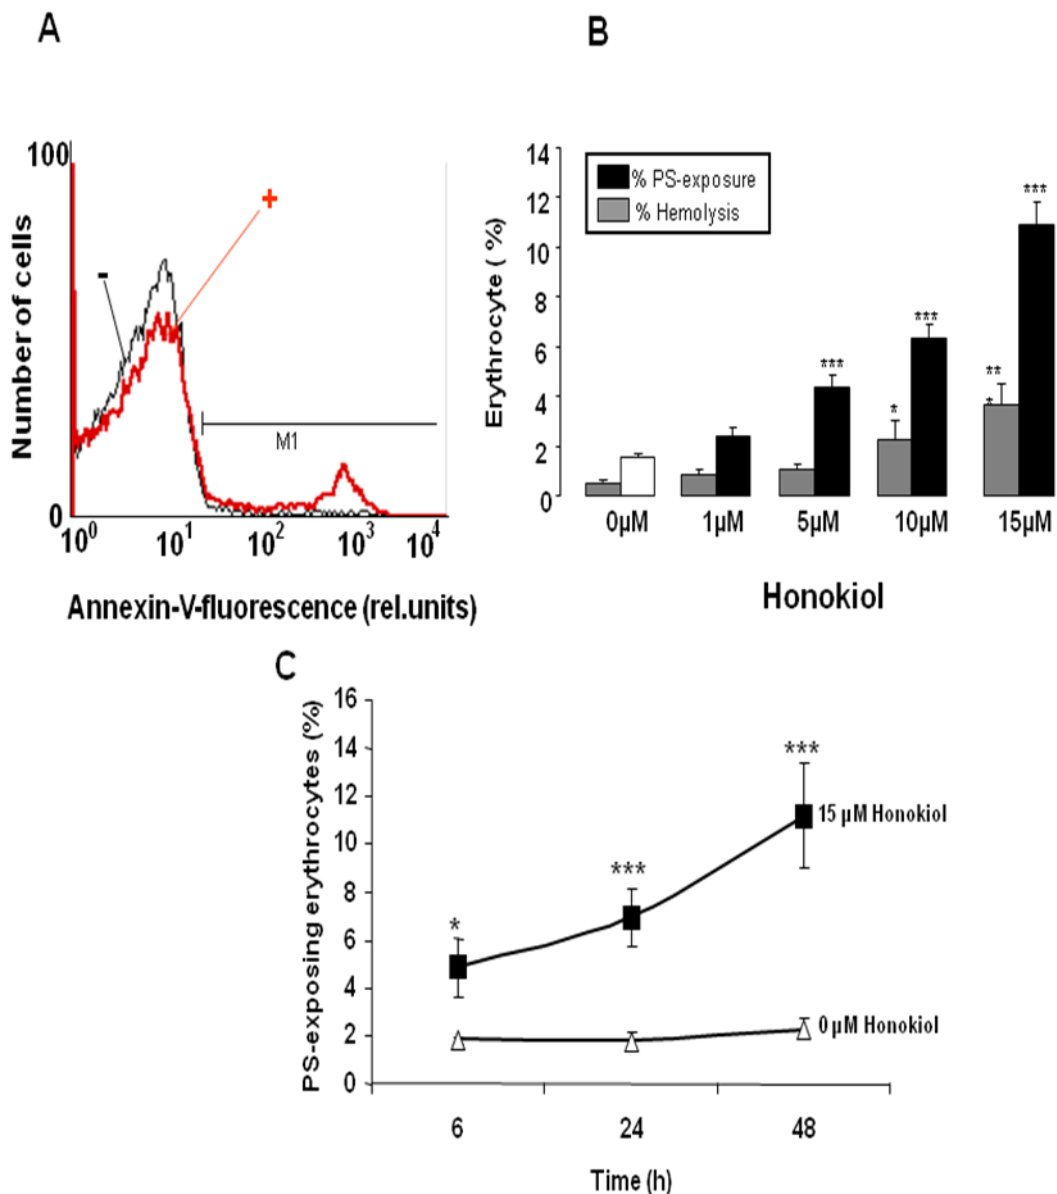 A
100
Number of cells
0
-
+
M1
10^0 10^1 10^2 10^3 10^4
Annexin-V-fluorescence (rel.units)
B
14
12
10
8
6
4
2
0
Erythrocyte ( %)
% PS-exposure
% Hemolysis
***
***
*
***
**
*
***
0µM 1µM 5µM 10µM 15µM
Honokiol
C
16
14
12
10
8
6
4
2
0
PS-exposing erythrocytes (%)
*
***
***
15 µM Honokiol
0 µM Honokiol
6 24 48
Time (h)